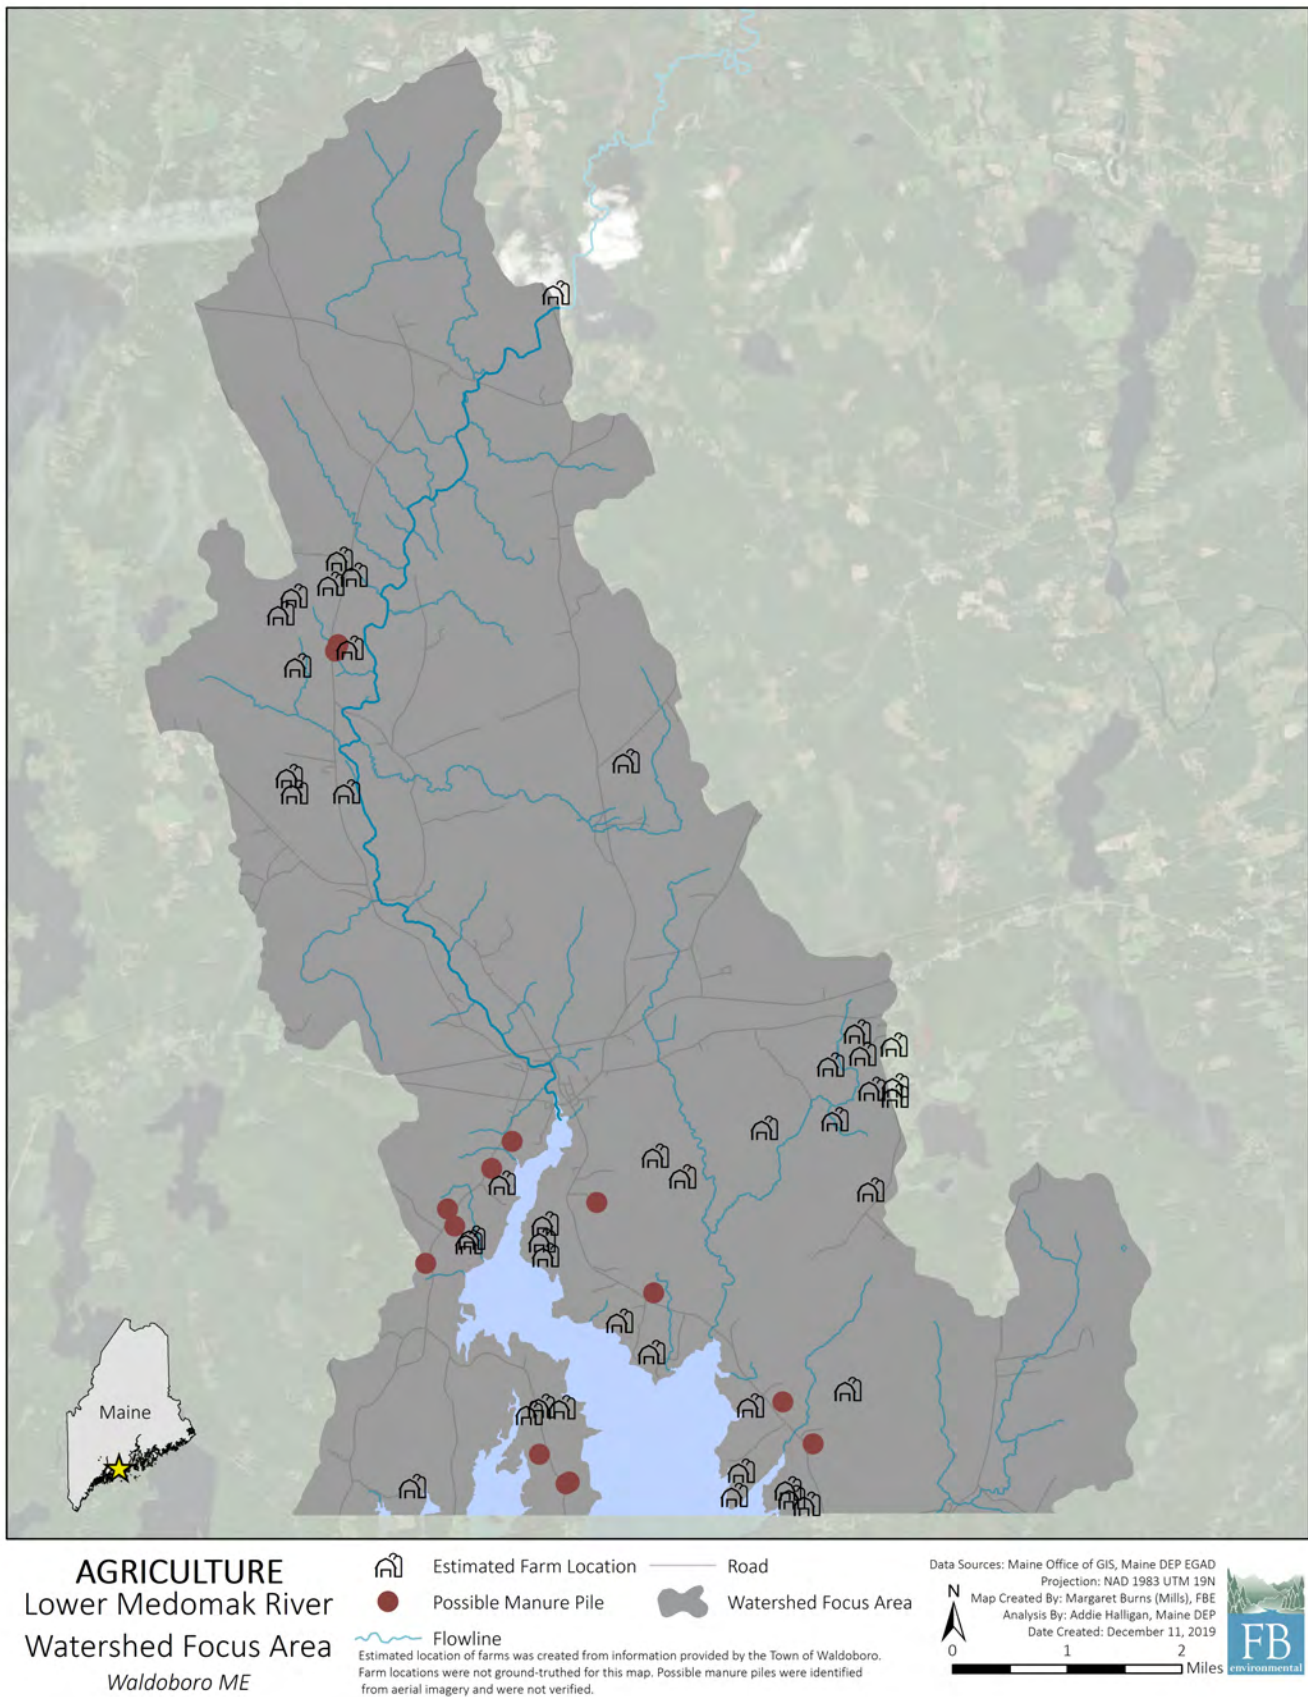 Maine
AGRICULTURE
Lower Medomak River
Watershed Focus Area
Waldoboro ME
Estimated Farm Location
Possible Manure Pile
Flowline
Road
Watershed Focus Area
Estimated location of farms was created from information provided by the Town of Waldoboro.
Farm locations were not ground-truthed for this map. Possible manure piles were identified
from aerial imagery and were not verified.
Data Sources: Maine Office of GIS, Maine DEP EGAD
Projection: NAD 1983 UTM 19N
Map Created By: Margaret Burns (Mills), FBE
Analysis By: Addie Halligan, Maine DEP
Date Created: December 11, 2019
N
0 1 2
Miles
FB
environmental